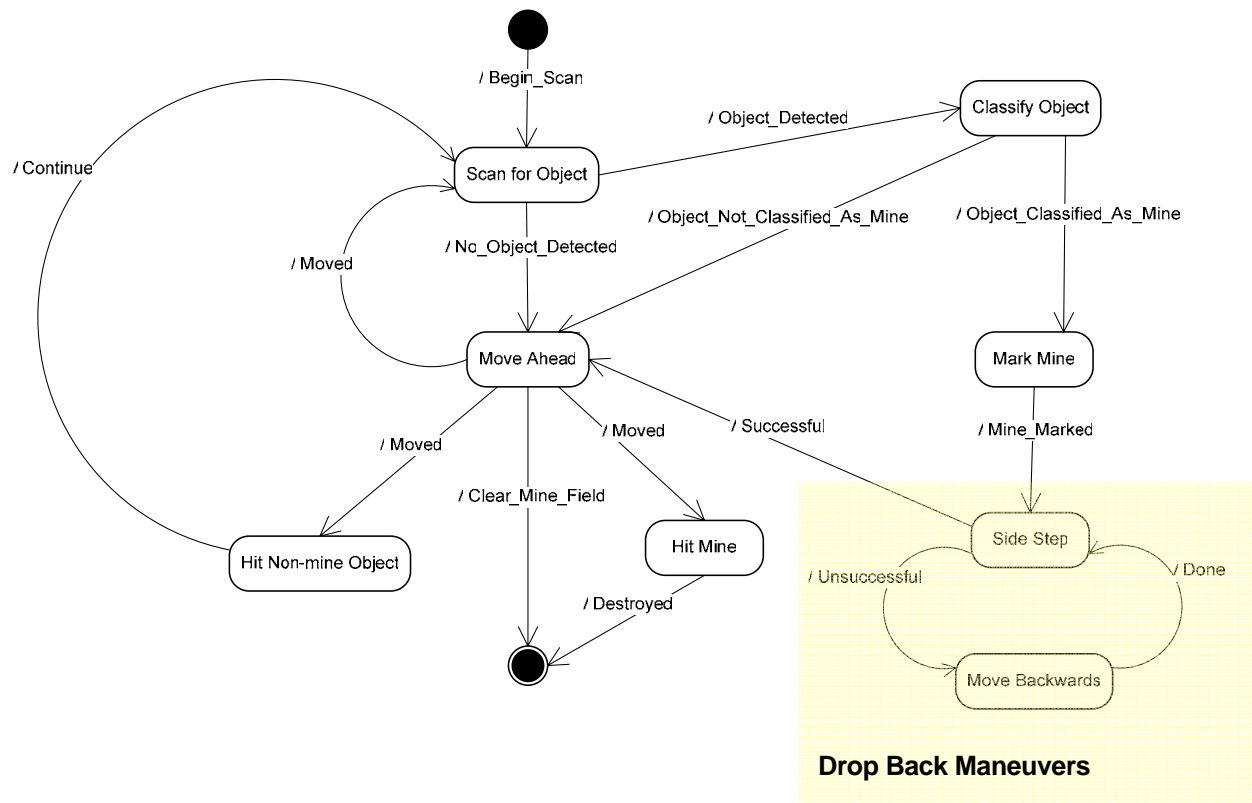 / Begin_Scan
Classify Object
/ Object_Detected
/ Continue
Scan for Object
/ Object_Not_Classified_As_Mine
/ Object_Classified_As_Mine
/ No_Object_Detected
/ Moved
Move Ahead
Mark Mine
/ Successful
/ Mine_Marked
/ Moved
/ Moved
/ Clear_Mine_Field
Side Step
Hit Mine
Hit Non-mine Object
/ Unsuccessful
/ Done
/ Destroyed
Move Backwards
Drop Back Maneuvers